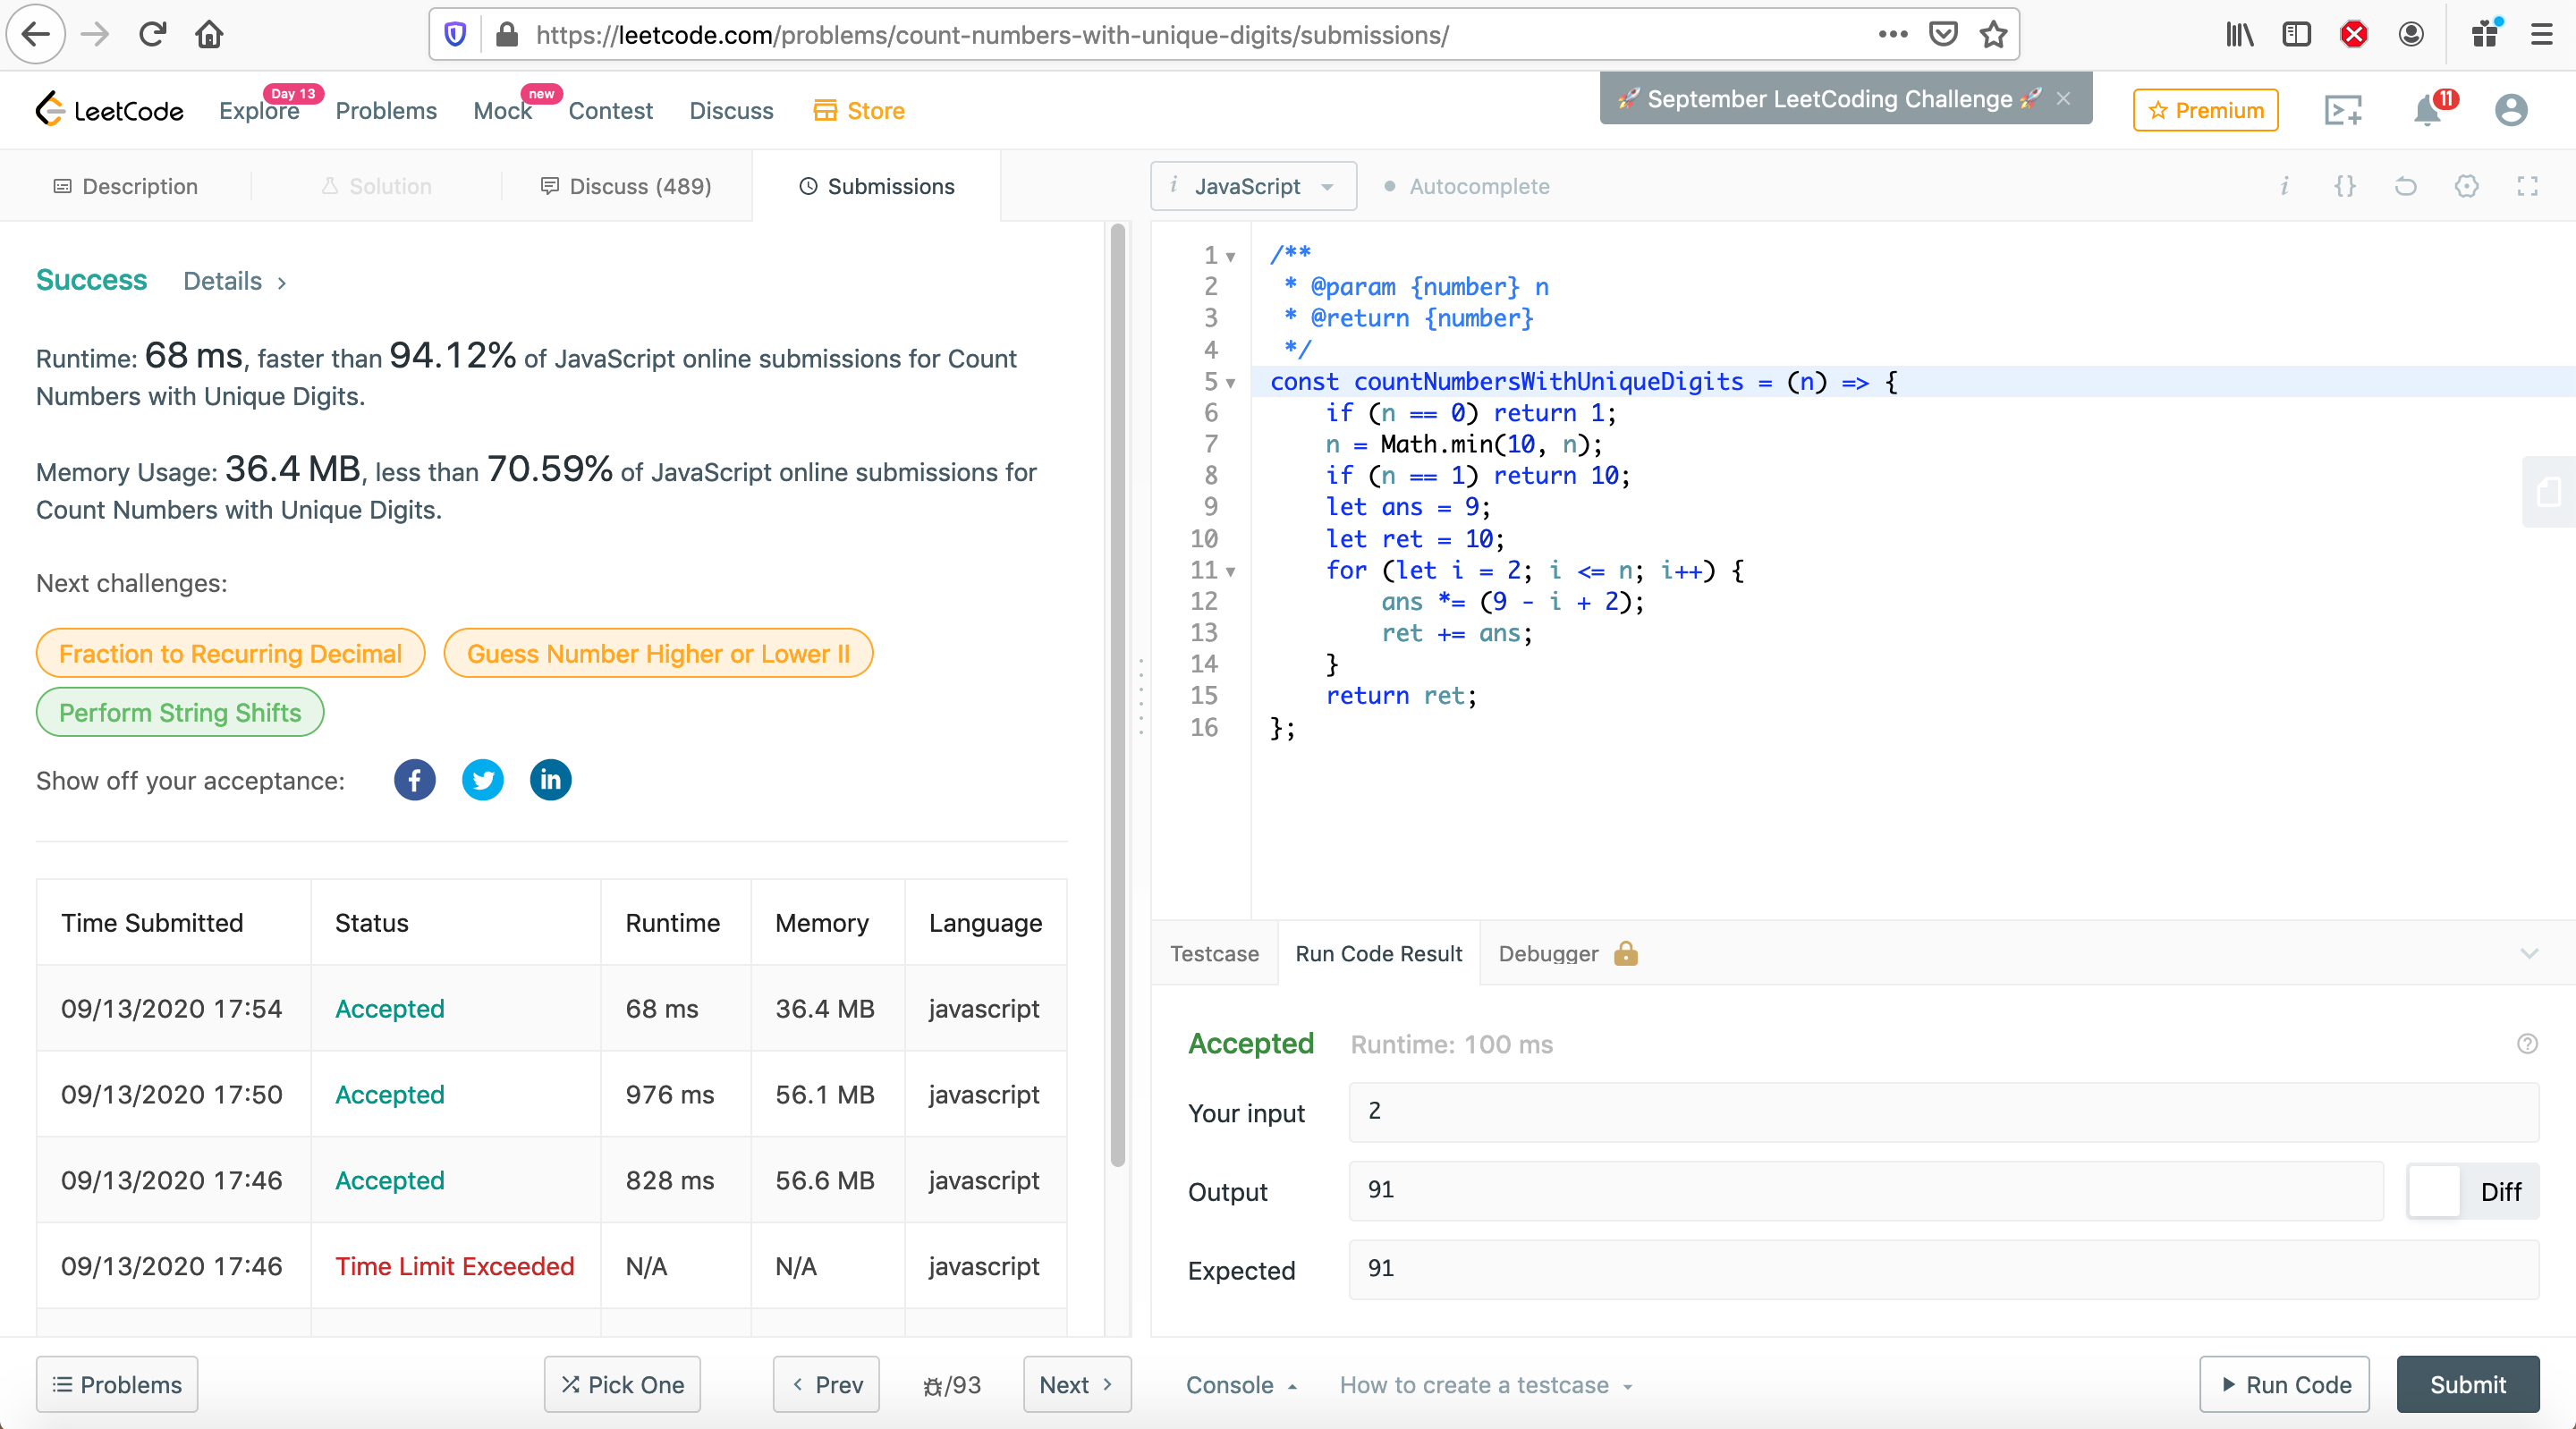 https://leetcode.com/problems/count-numbers-with-unique-digits/submissions/
LeetCode
Explore
Day 13
Problems
Mock
new
Contest
Discuss
Store
🚀 September LeetCoding Challenge 🚀 ×
Premium
11
Description
Solution
Discuss (489)
Submissions
Success
Details >
Runtime: 68 ms, faster than 94.12% of JavaScript online submissions for Count
Numbers with Unique Digits.
Memory Usage: 36.4 MB, less than 70.59% of JavaScript online submissions for
Count Numbers with Unique Digits.
Next challenges:
Fraction to Recurring Decimal
Guess Number Higher or Lower II
Perform String Shifts
Show off your acceptance:
Time Submitted Status Runtime Memory Language
09/13/2020 17:54 Accepted 68 ms 36.4 MB javascript
09/13/2020 17:50 Accepted 976 ms 56.1 MB javascript
09/13/2020 17:46 Accepted 828 ms 56.6 MB javascript
09/13/2020 17:46 Time Limit Exceeded N/A N/A javascript
Problems
Pick One
< Prev
/93
Next >
i JavaScript
Autocomplete
i {}
1 /**
2  * @param {number} n
3  * @return {number}
4  */
5 const countNumbersWithUniqueDigits = (n) => {
6     if (n == 0) return 1;
7     n = Math.min(10, n);
8     if (n == 1) return 10;
9     let ans = 9;
10     let ret = 10;
11     for (let i = 2; i <= n; i++) {
12         ans *= (9 - i + 2);
13         ret += ans;
14     }
15     return ret;
16 };
Testcase
Run Code Result
Debugger
Accepted
Runtime: 100 ms
Your input
2
Output
91
Diff
Expected
91
Console
How to create a testcase
Run Code
Submit